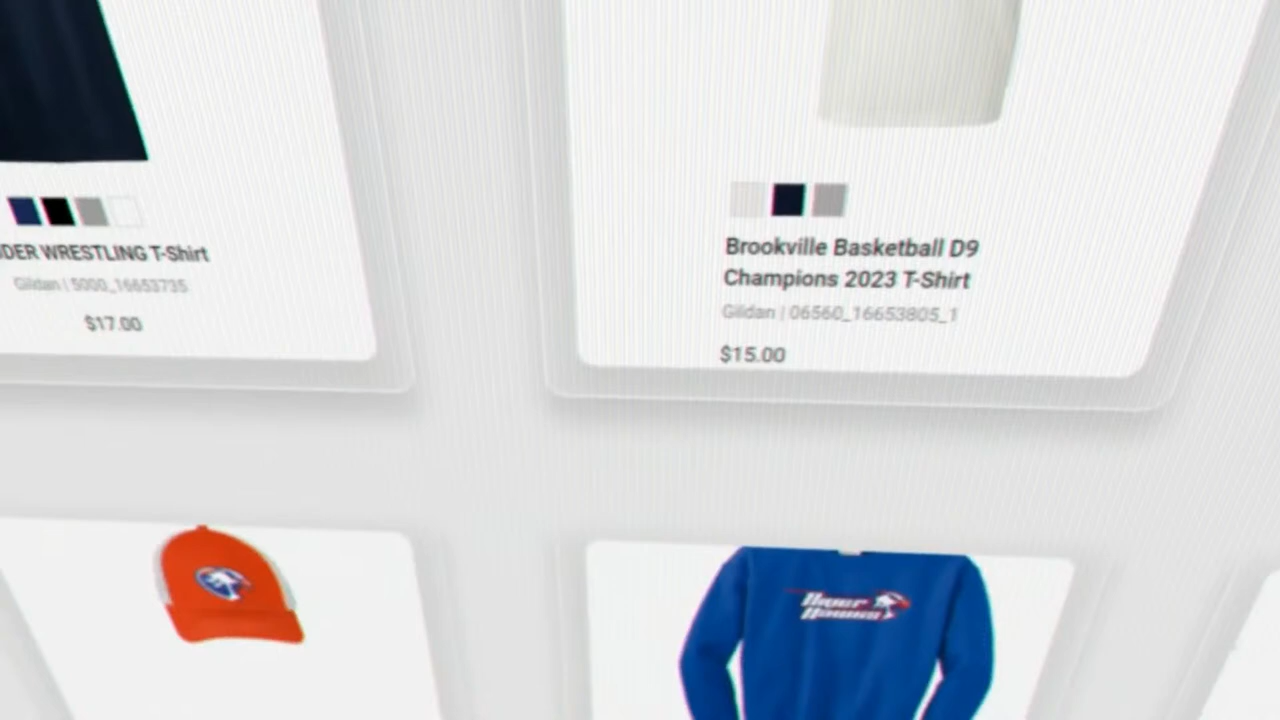 DER WRESTLING T-Shirt
Gildan | 5000_16653735
$17.00
Brookville Basketball D9
Champions 2023 T-Shirt
Gildan | 06560_16653805_1
$15.00